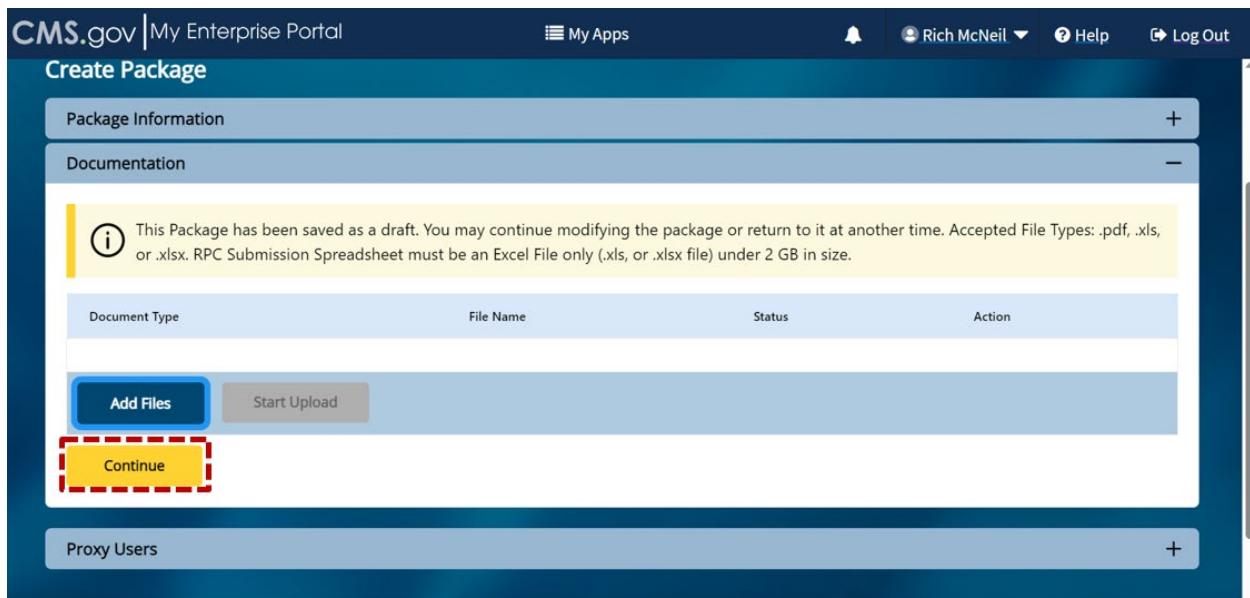 CMS.gov My Enterprise Portal My Apps Rich McNeil Help Log Out
Create Package
Package Information
Documentation
This Package has been saved as a draft. You may continue modifying the package or return to it at another time. Accepted File Types: .pdf, .xls,
or .xlsx. RPC Submission Spreadsheet must be an Excel File only (.xls, or .xlsx file) under 2 GB in size.
Document Type File Name Status Action
Add Files Start Upload
Continue
Proxy Users